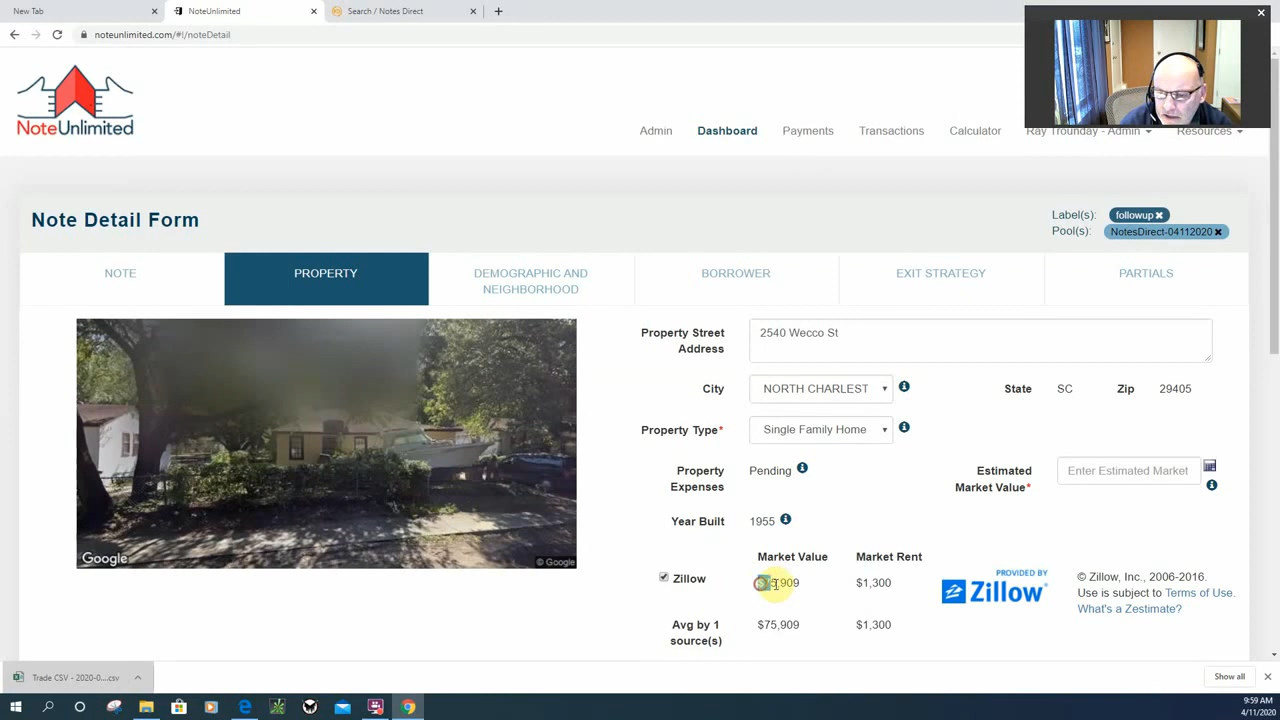 New Tab
NoteUnlimited
Search / Notes Direct
noteunlimited.com/#!/noteDetail
NoteUnlimited
Admin
Dashboard
Payments
Transactions
Calculator
Ray Trounday - Admin
Resources
Note Detail Form
Label(s): followup
Pool(s): NotesDirect-04112020
NOTE
PROPERTY
DEMOGRAPHIC AND
NEIGHBORHOOD
BORROWER
EXIT STRATEGY
PARTIALS
Google
© Google
Property Street
Address
2540 Wecco St
City
NORTH CHARLEST
State
SC
Zip
29405
Property Type*
Single Family Home
Property
Expenses
Pending
Estimated
Market Value*
Enter Estimated Market
Year Built
1955
Market Value
Market Rent
Zillow
,909
$1,300
PROVIDED BY
Zillow
© Zillow, Inc., 2006-2016.
Use is subject to Terms of Use.
What's a Zestimate?
Avg by 1
source(s)
$75,909
$1,300
Trade CSV - 2020-0....csv
Show all
9:59 AM
4/11/2020